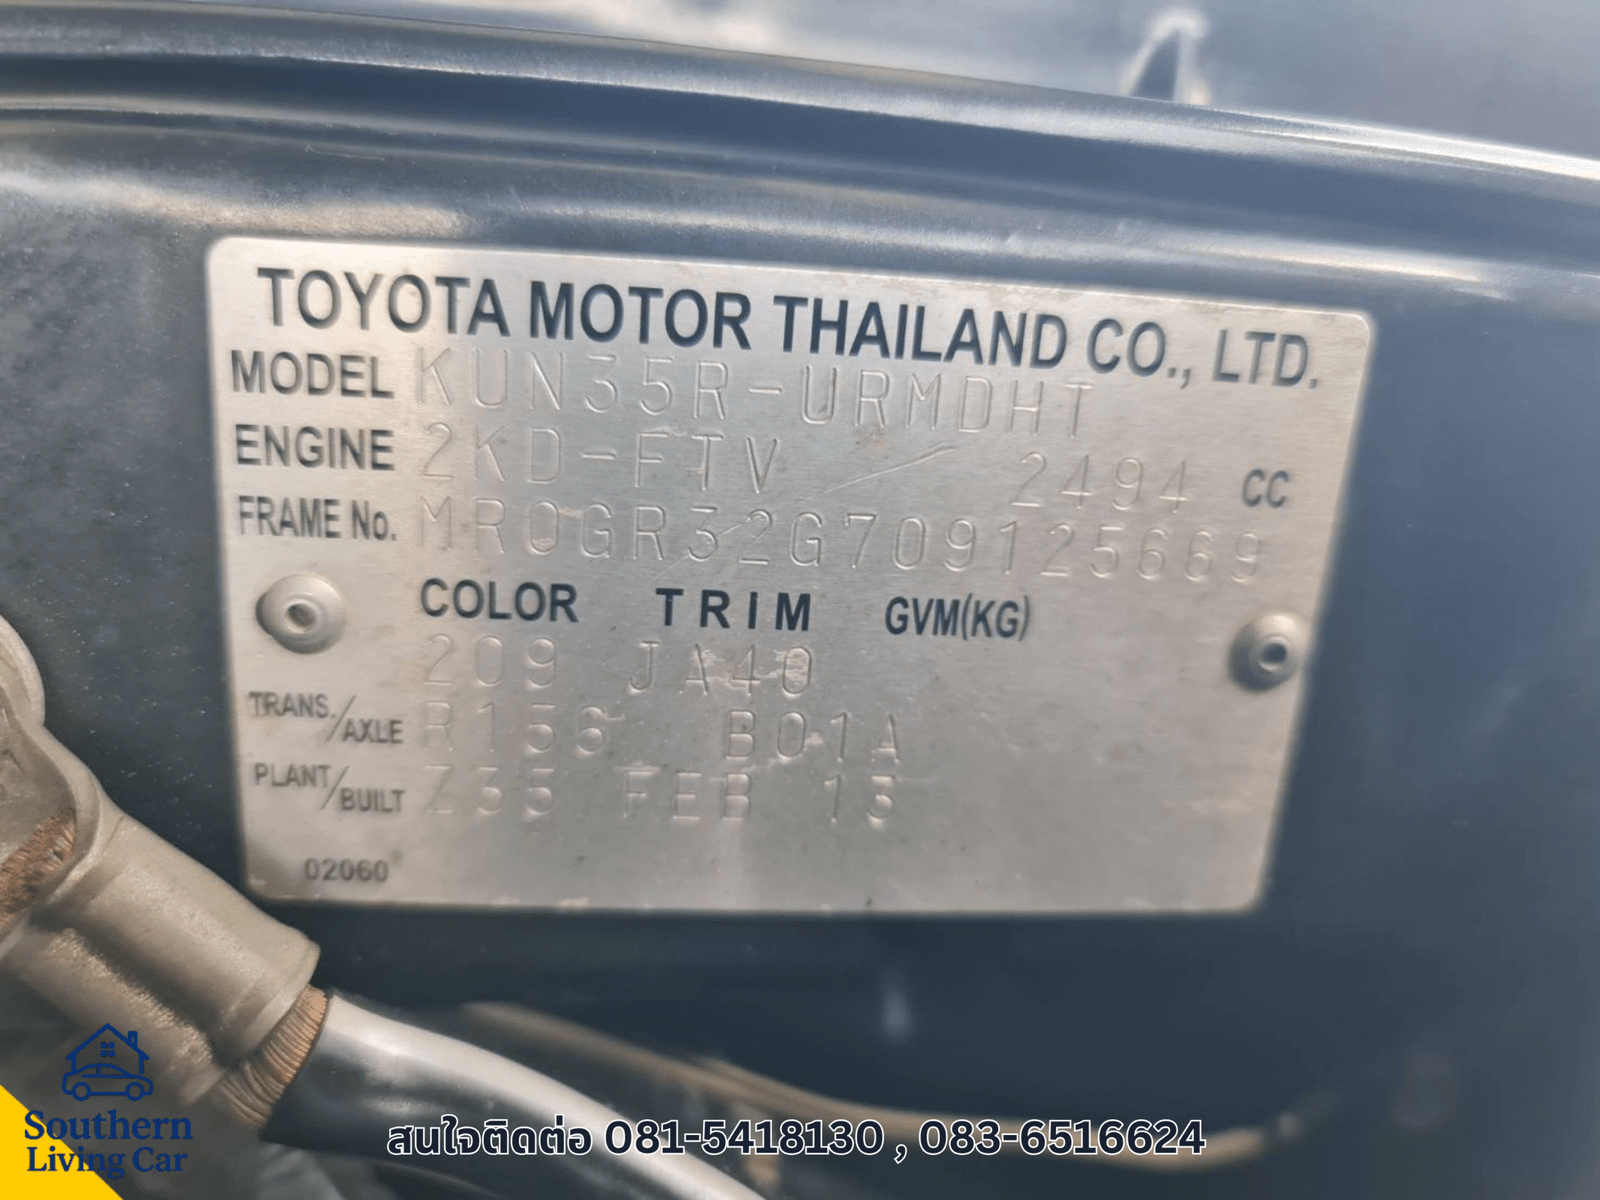 TOYOTA MOTOR THAILAND CO., LTD.
MODEL KUN35R-URMDHT
ENGINE 2KD-FTV 2494 CC
FRAME No. MR0GR32G709125669
COLOR TRIM GVM(KG)
209 JA40
TRANS./AXLE R156 B01A
PLANT/BUILT Z35 FEB 13
02060
Southern
Living Car
สนใจติดต่อ 081-5418130 , 083-6516624